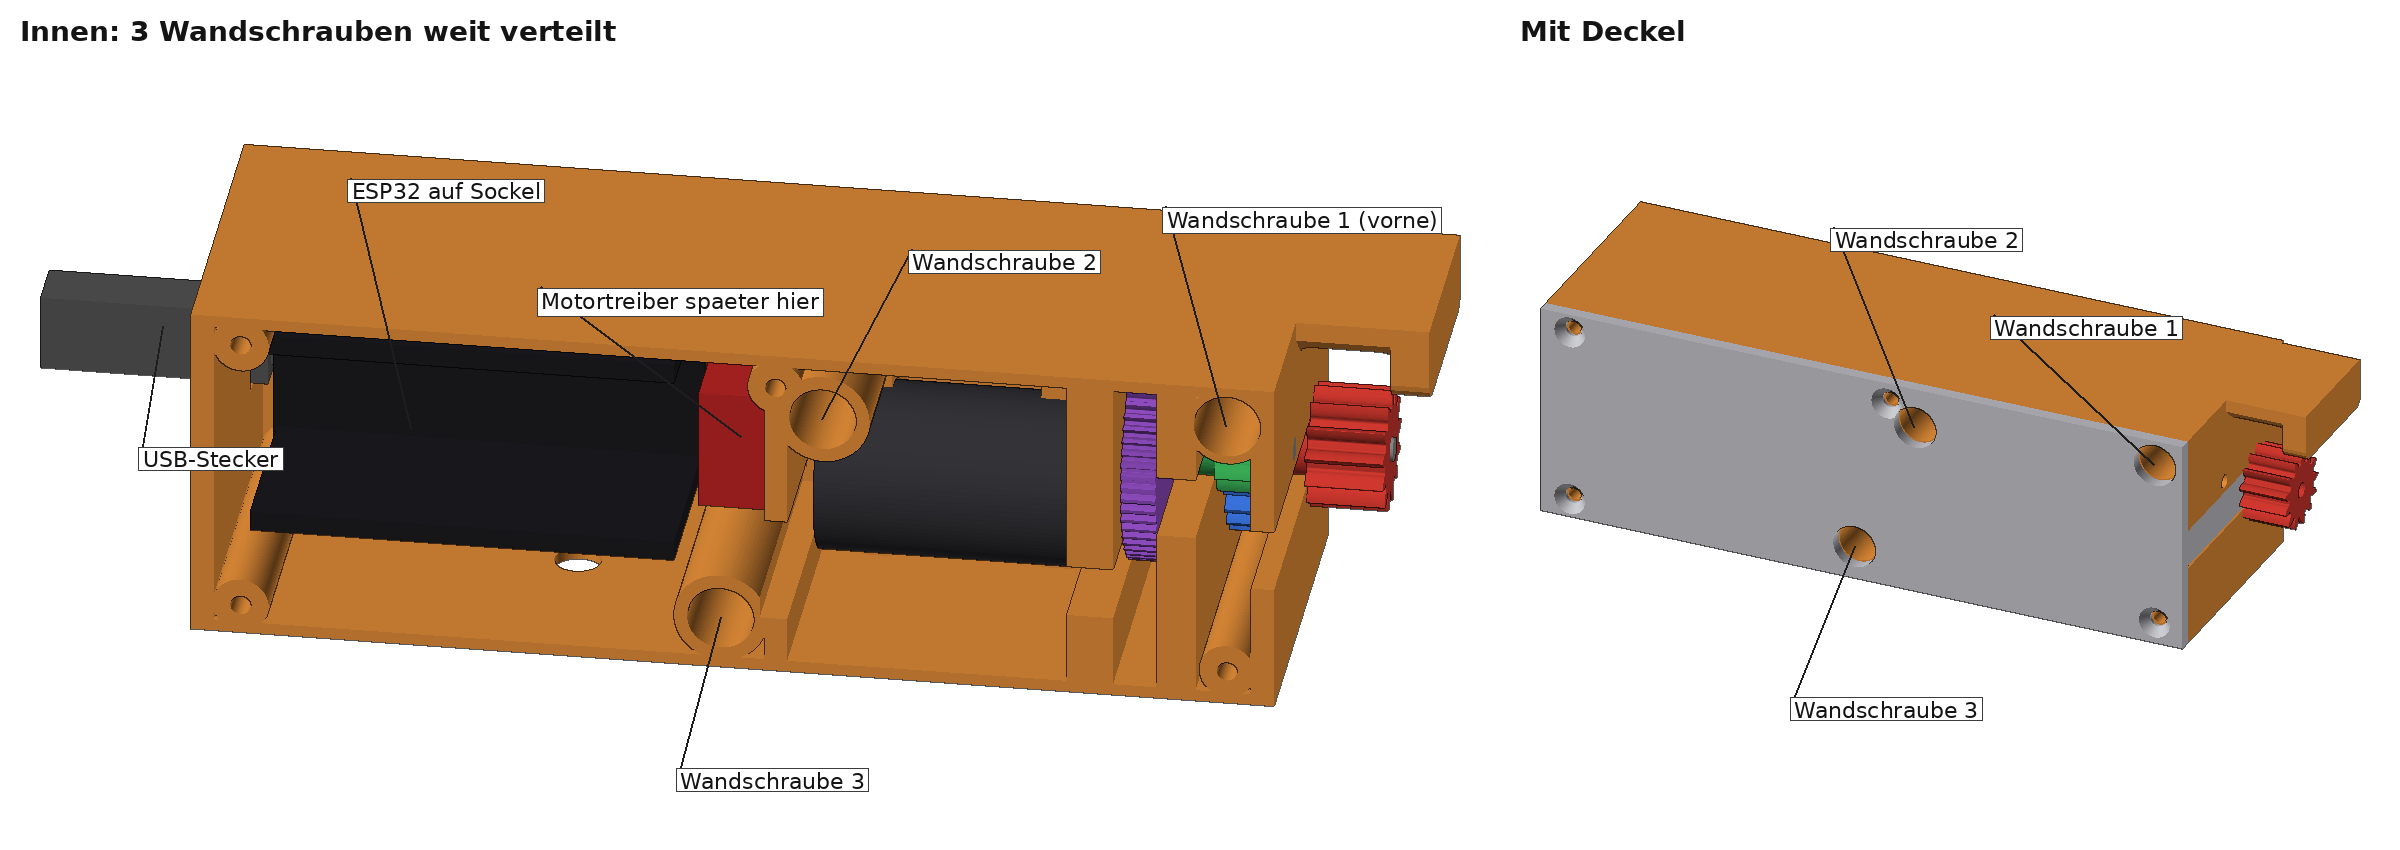 Innen: 3 Wandschrauben weit verteilt
ESP32 auf Sockel
Wandschraube 1 (vorne)
Wandschraube 2
Motortreiber spaeter hier
USB-Stecker
Wandschraube 3
Mit Deckel
Wandschraube 2
Wandschraube 1
Wandschraube 3